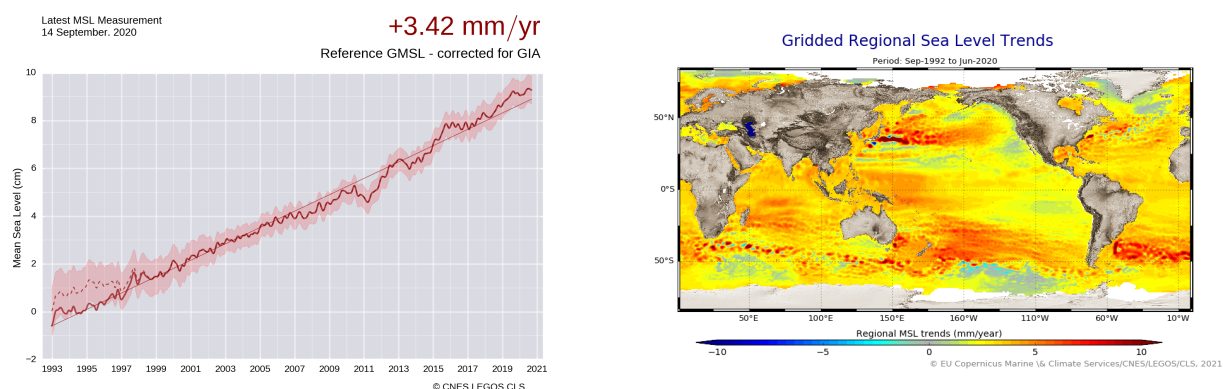 Latest MSL Measurement
14 September. 2020
+3.42 mm/yr
Reference GMSL - corrected for GIA
Mean Sea Level (cm)
10
8
6
4
2
0
−2
1993 1995 1997 1999 2001 2003 2005 2007 2009 2011 2013 2015 2017 2019 2021
© CNES LEGOS CLS
Gridded Regional Sea Level Trends
Period: Sep-1992 to Jun-2020
50°N
0°S
50°S
50°E 100°E 150°E 160°W 110°W 60°W 10°W
Regional MSL trends (mm/year)
−10 −5 0 5 10
© EU Copernicus Marine \& Climate Services/CNES/LEGOS/CLS, 2021